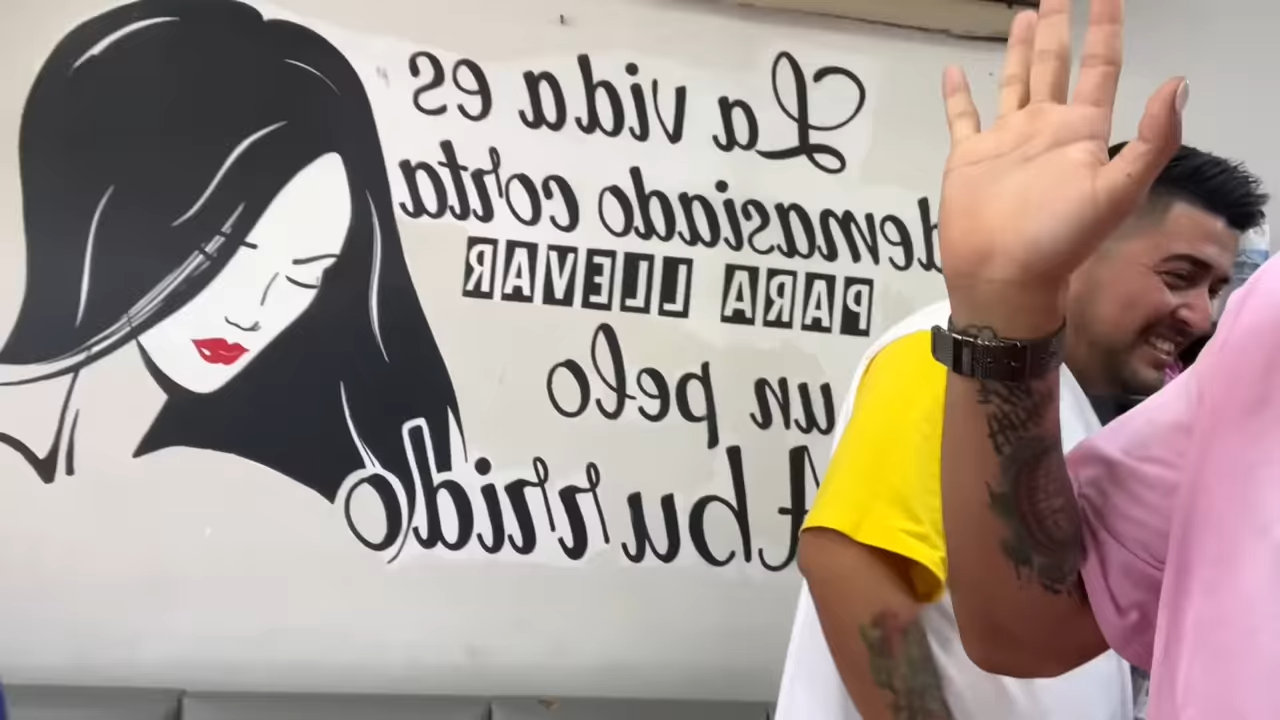 La vida es
demasiado corta
PARA LLEVAR
un pelo
Aburrido